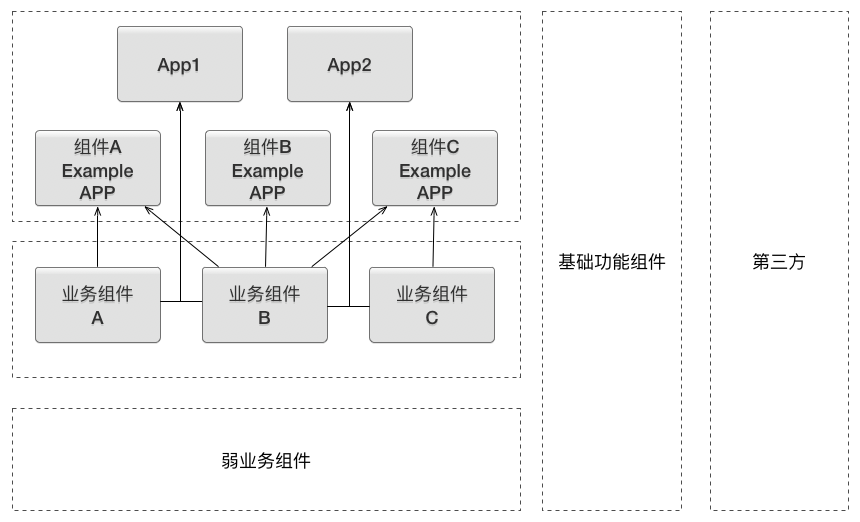 App1
App2
组件A
Example
APP
组件B
Example
APP
组件C
Example
APP
业务组件
A
业务组件
B
业务组件
C
弱业务组件
基础功能组件
第三方